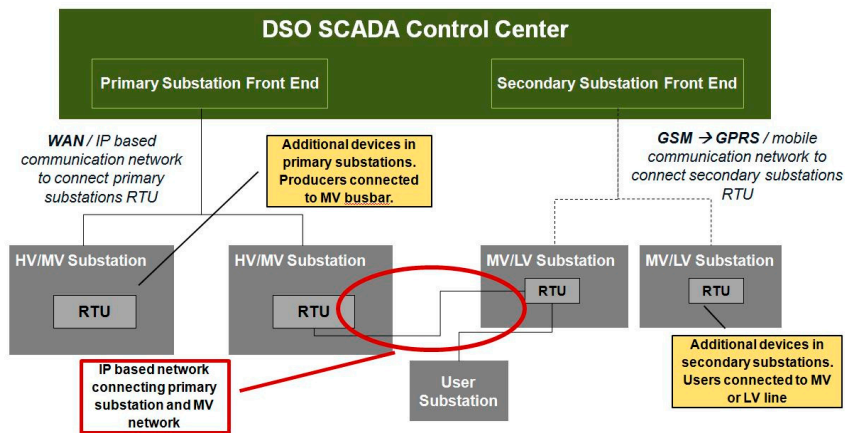 DSO SCADA Control Center
Primary Substation Front End
Secondary Substation Front End
WAN / IP based
communication network
to connect primary
substations RTU
Additional devices in
primary substations.
Producers connected
to MV busbar.
GSM → GPRS / mobile
communication network to
connect secondary substations
RTU
HV/MV Substation
RTU
HV/MV Substation
RTU
MV/LV Substation
RTU
MV/LV Substation
RTU
IP based network
connecting primary
substation and MV
network
User
Substation
Additional devices in
secondary substations.
Users connected to MV
or LV line